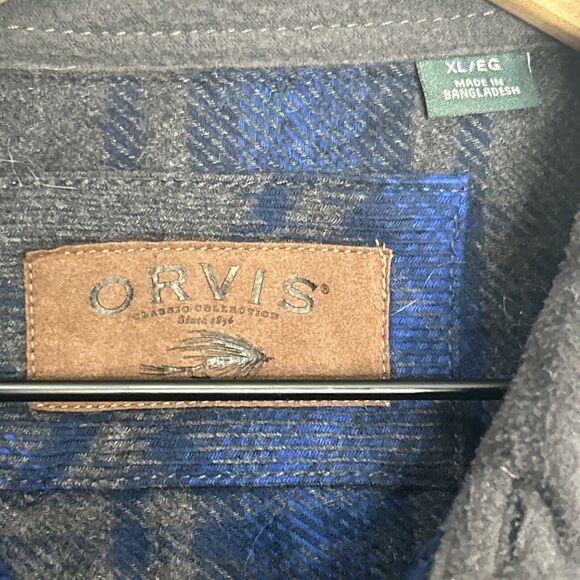 XL/EG
MADE IN
BANGLADESH
ORVIS®
CLASSIC COLLECTION
Since 1856